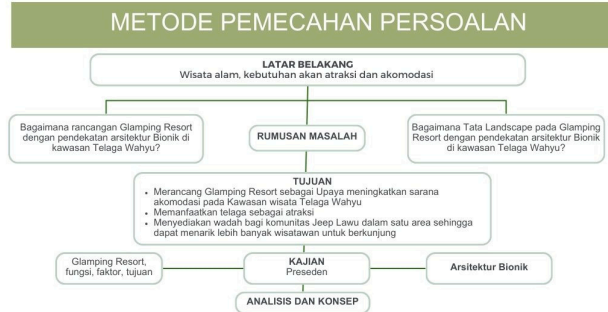 METODE PEMECAHAN PERSOALAN
LATAR BELAKANG
Wisata alam, kebutuhan akan atraksi dan akomodasi
Bagaimana rancangan Glamping Resort
dengan pendekatan arsitektur Bionik di
kawasan Telaga Wahyu?
RUMUSAN MASALAH
Bagaimana Tata Landscape pada Glamping
Resort dengan pendekatan arsitektur Bionik
di kawasan Telaga Wahyu?
TUJUAN
• Merancang Glamping Resort sebagai Upaya meningkatkan sarana
akomodasi pada Kawasan wisata Telaga Wahyu
• Memanfaatkan telaga sebagai atraksi
• Menyediakan wadah bagi komunitas Jeep Lawu dalam satu area sehingga
dapat menarik lebih banyak wisatawan untuk berkunjung
Glamping Resort,
fungsi, faktor, tujuan
KAJIAN
Preseden
Arsitektur Bionik
ANALISIS DAN KONSEP